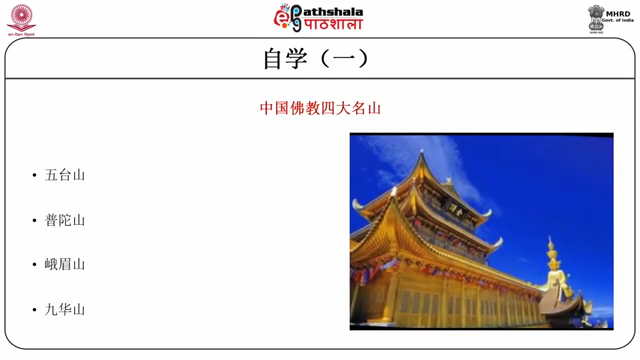 ePathshala
पाठशाला
MHRD
Govt. of India
自学（一）
中国佛教四大名山
• 五台山
• 普陀山
• 峨眉山
• 九华山